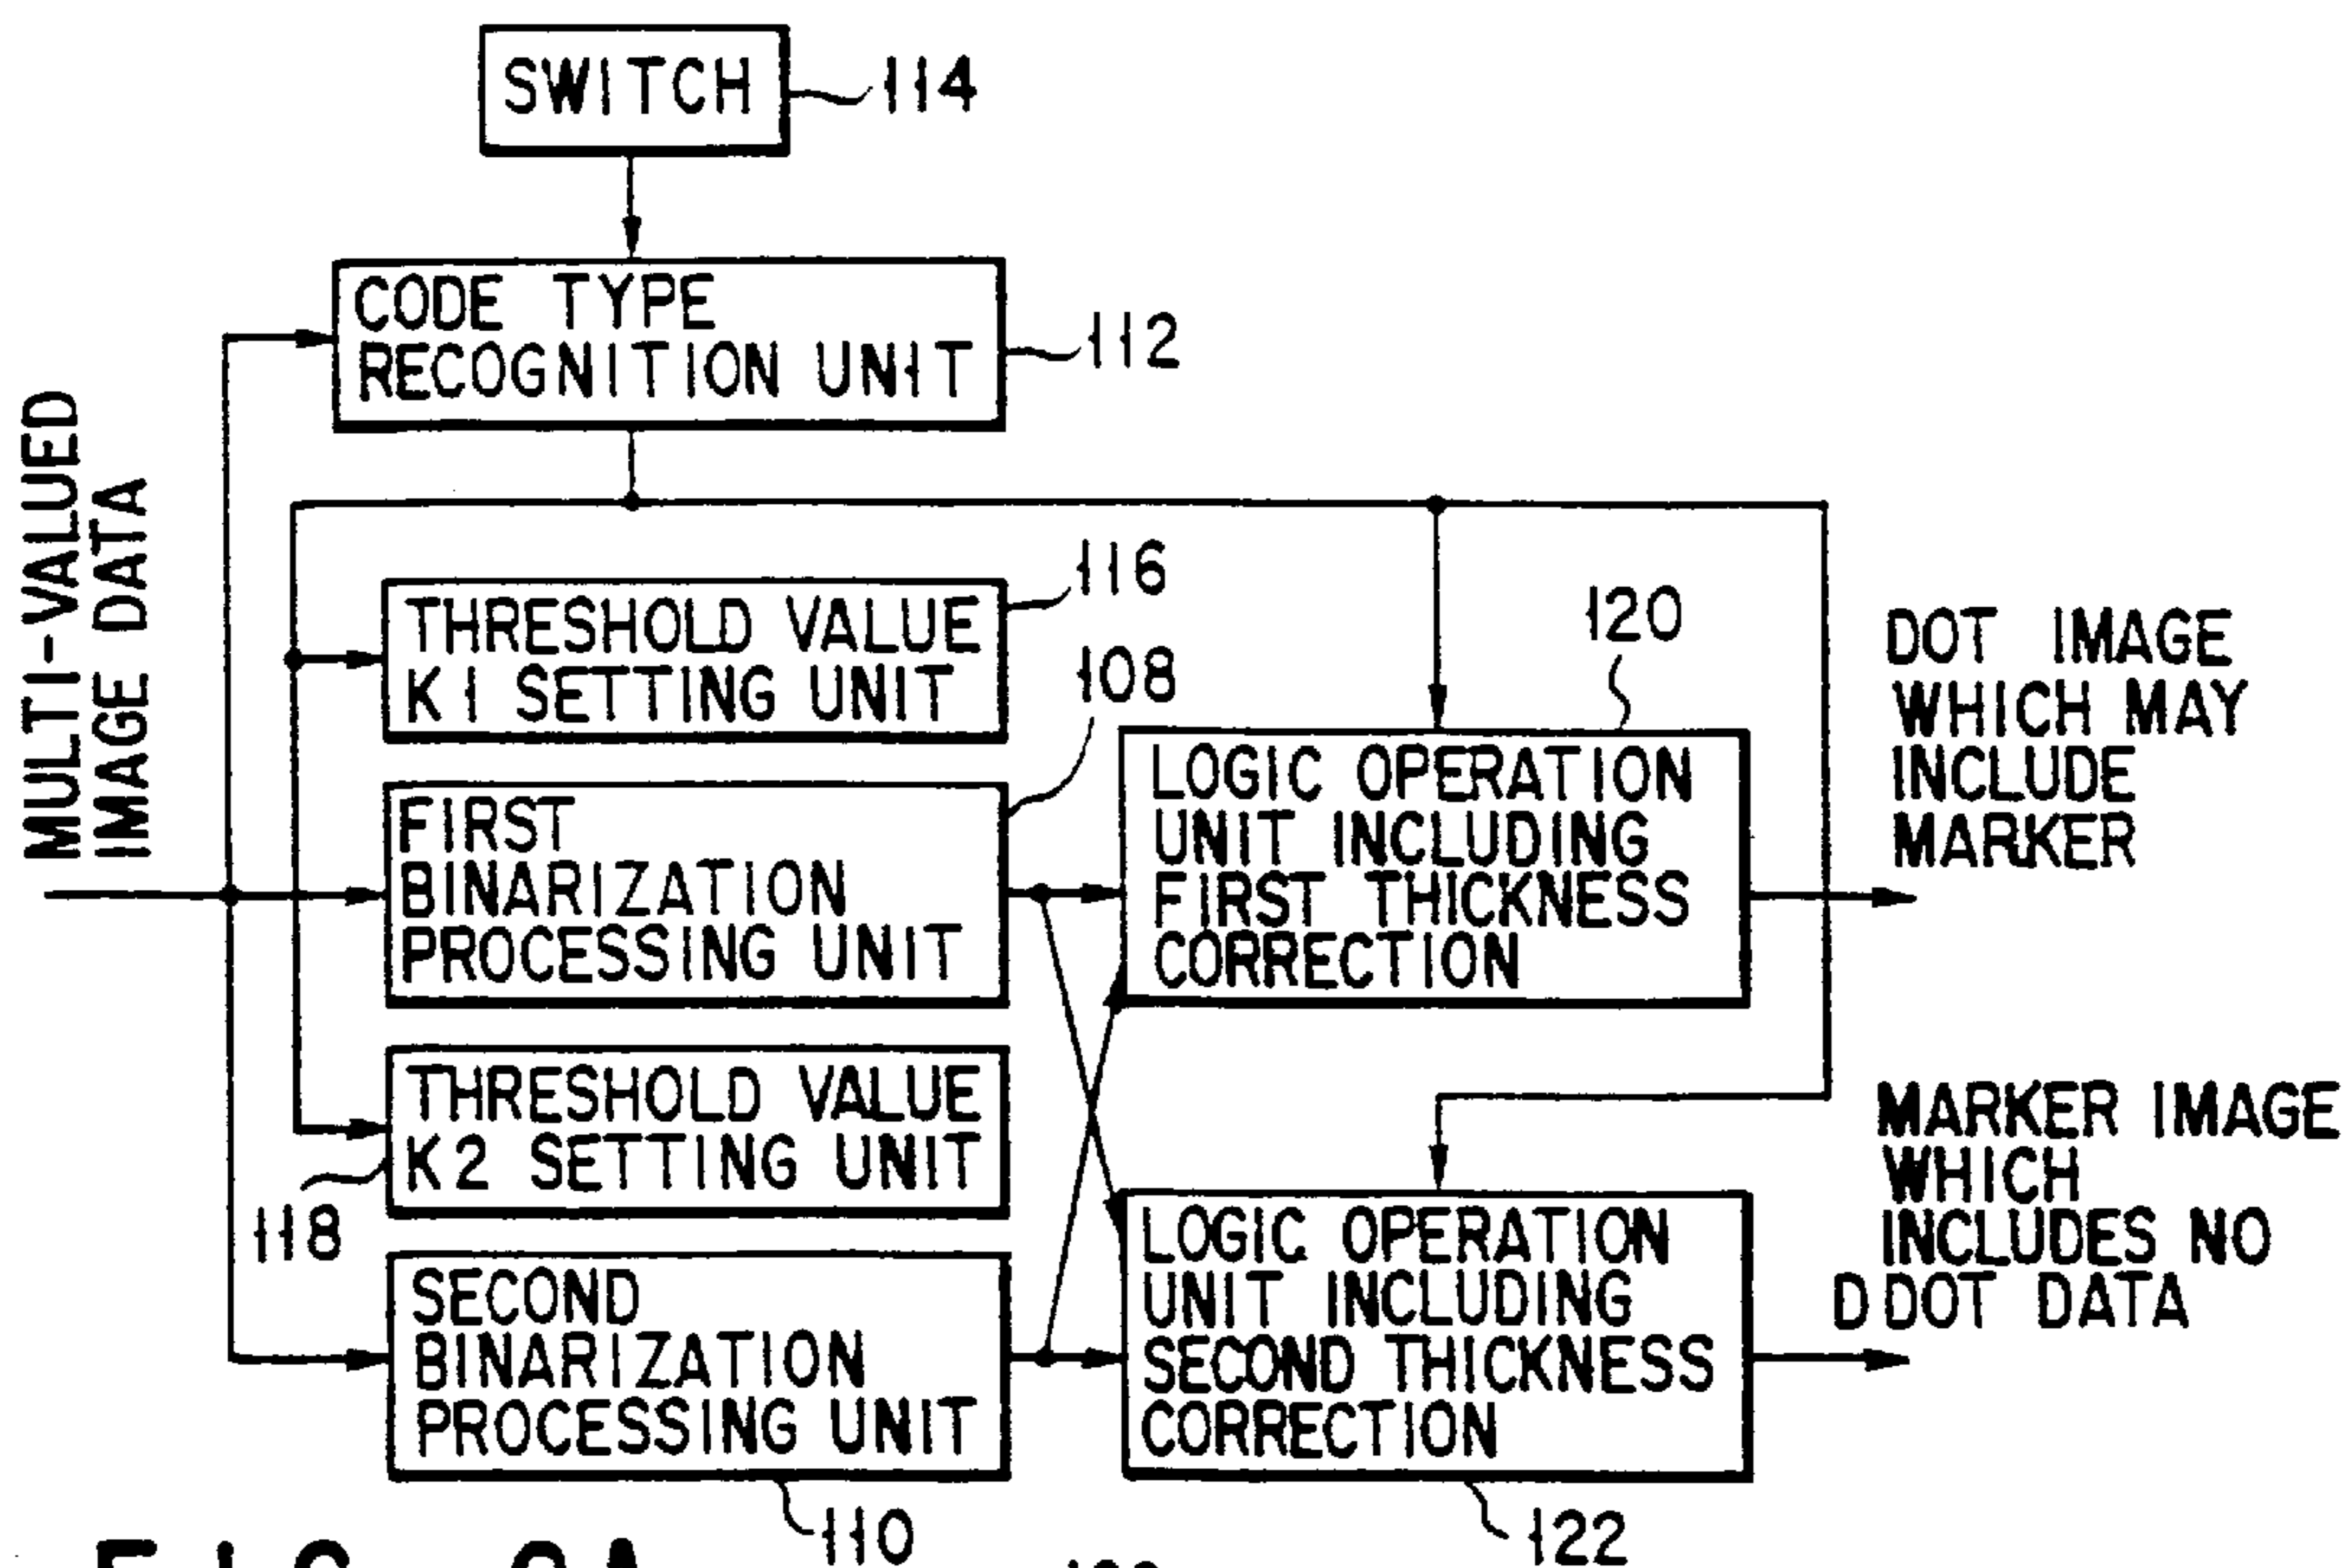 SWITCH
114
CODE TYPE
RECOGNITION UNIT
112
MULTI-VALUED
IMAGE DATA
116
THRESHOLD VALUE
K1 SETTING UNIT
108
FIRST
BINARIZATION
PROCESSING UNIT
120
LOGIC OPERATION
UNIT INCLUDING
FIRST THICKNESS
CORRECTION
DOT IMAGE
WHICH MAY
INCLUDE
MARKER
THRESHOLD VALUE
K2 SETTING UNIT
118
SECOND
BINARIZATION
PROCESSING UNIT
110
LOGIC OPERATION
UNIT INCLUDING
SECOND THICKNESS
CORRECTION
122
MARKER IMAGE
WHICH
INCLUDES NO
D DOT DATA